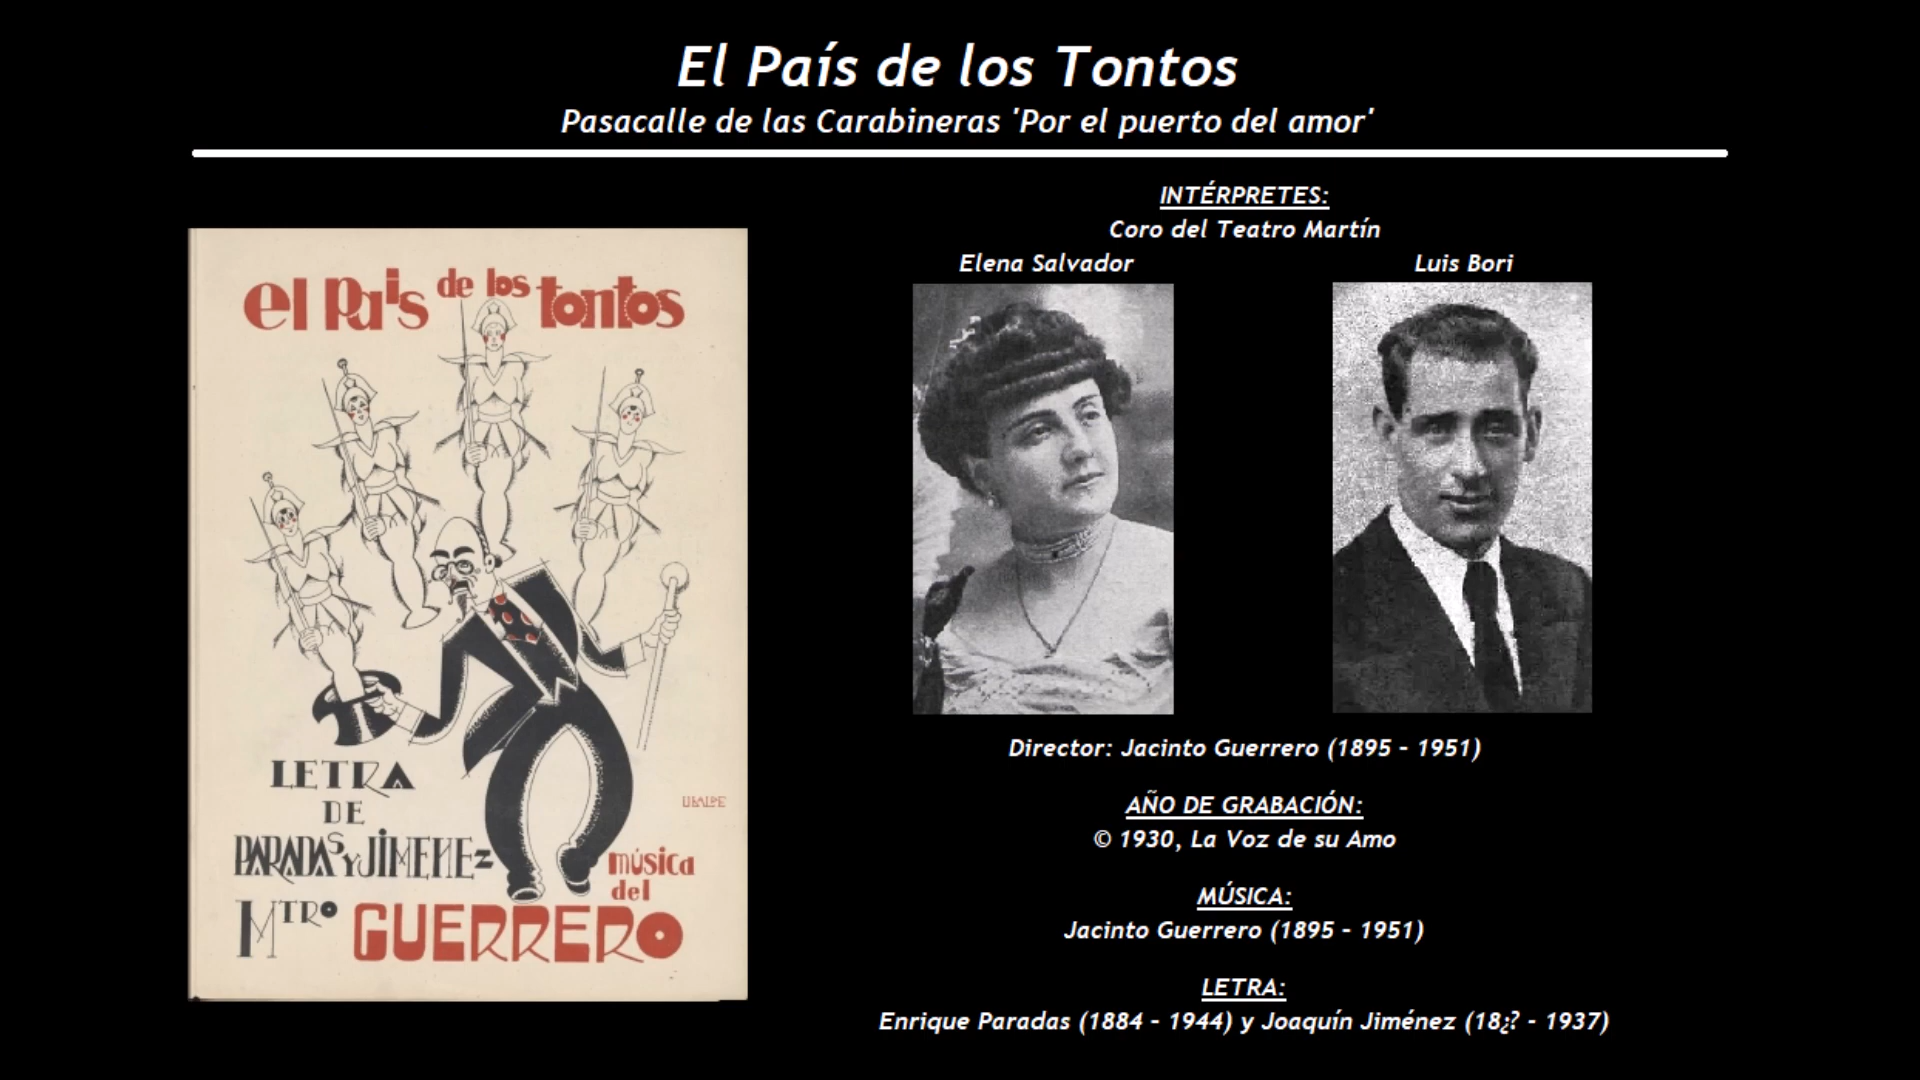 El País de los Tontos
Pasacalle de las Carabineras 'Por el puerto del amor'
el País de los tontos
LETRA
DE
PARADAS Y JIMENEZ
música
del
MTRO GUERRERO
UBALDE
INTÉRPRETES:
Coro del Teatro Martín
Elena Salvador
Luis Bori
Director: Jacinto Guerrero (1895 - 1951)
AÑO DE GRABACIÓN:
© 1930, La Voz de su Amo
MÚSICA:
Jacinto Guerrero (1895 - 1951)
LETRA:
Enrique Paradas (1884 - 1944) y Joaquín Jiménez (18¿? - 1937)